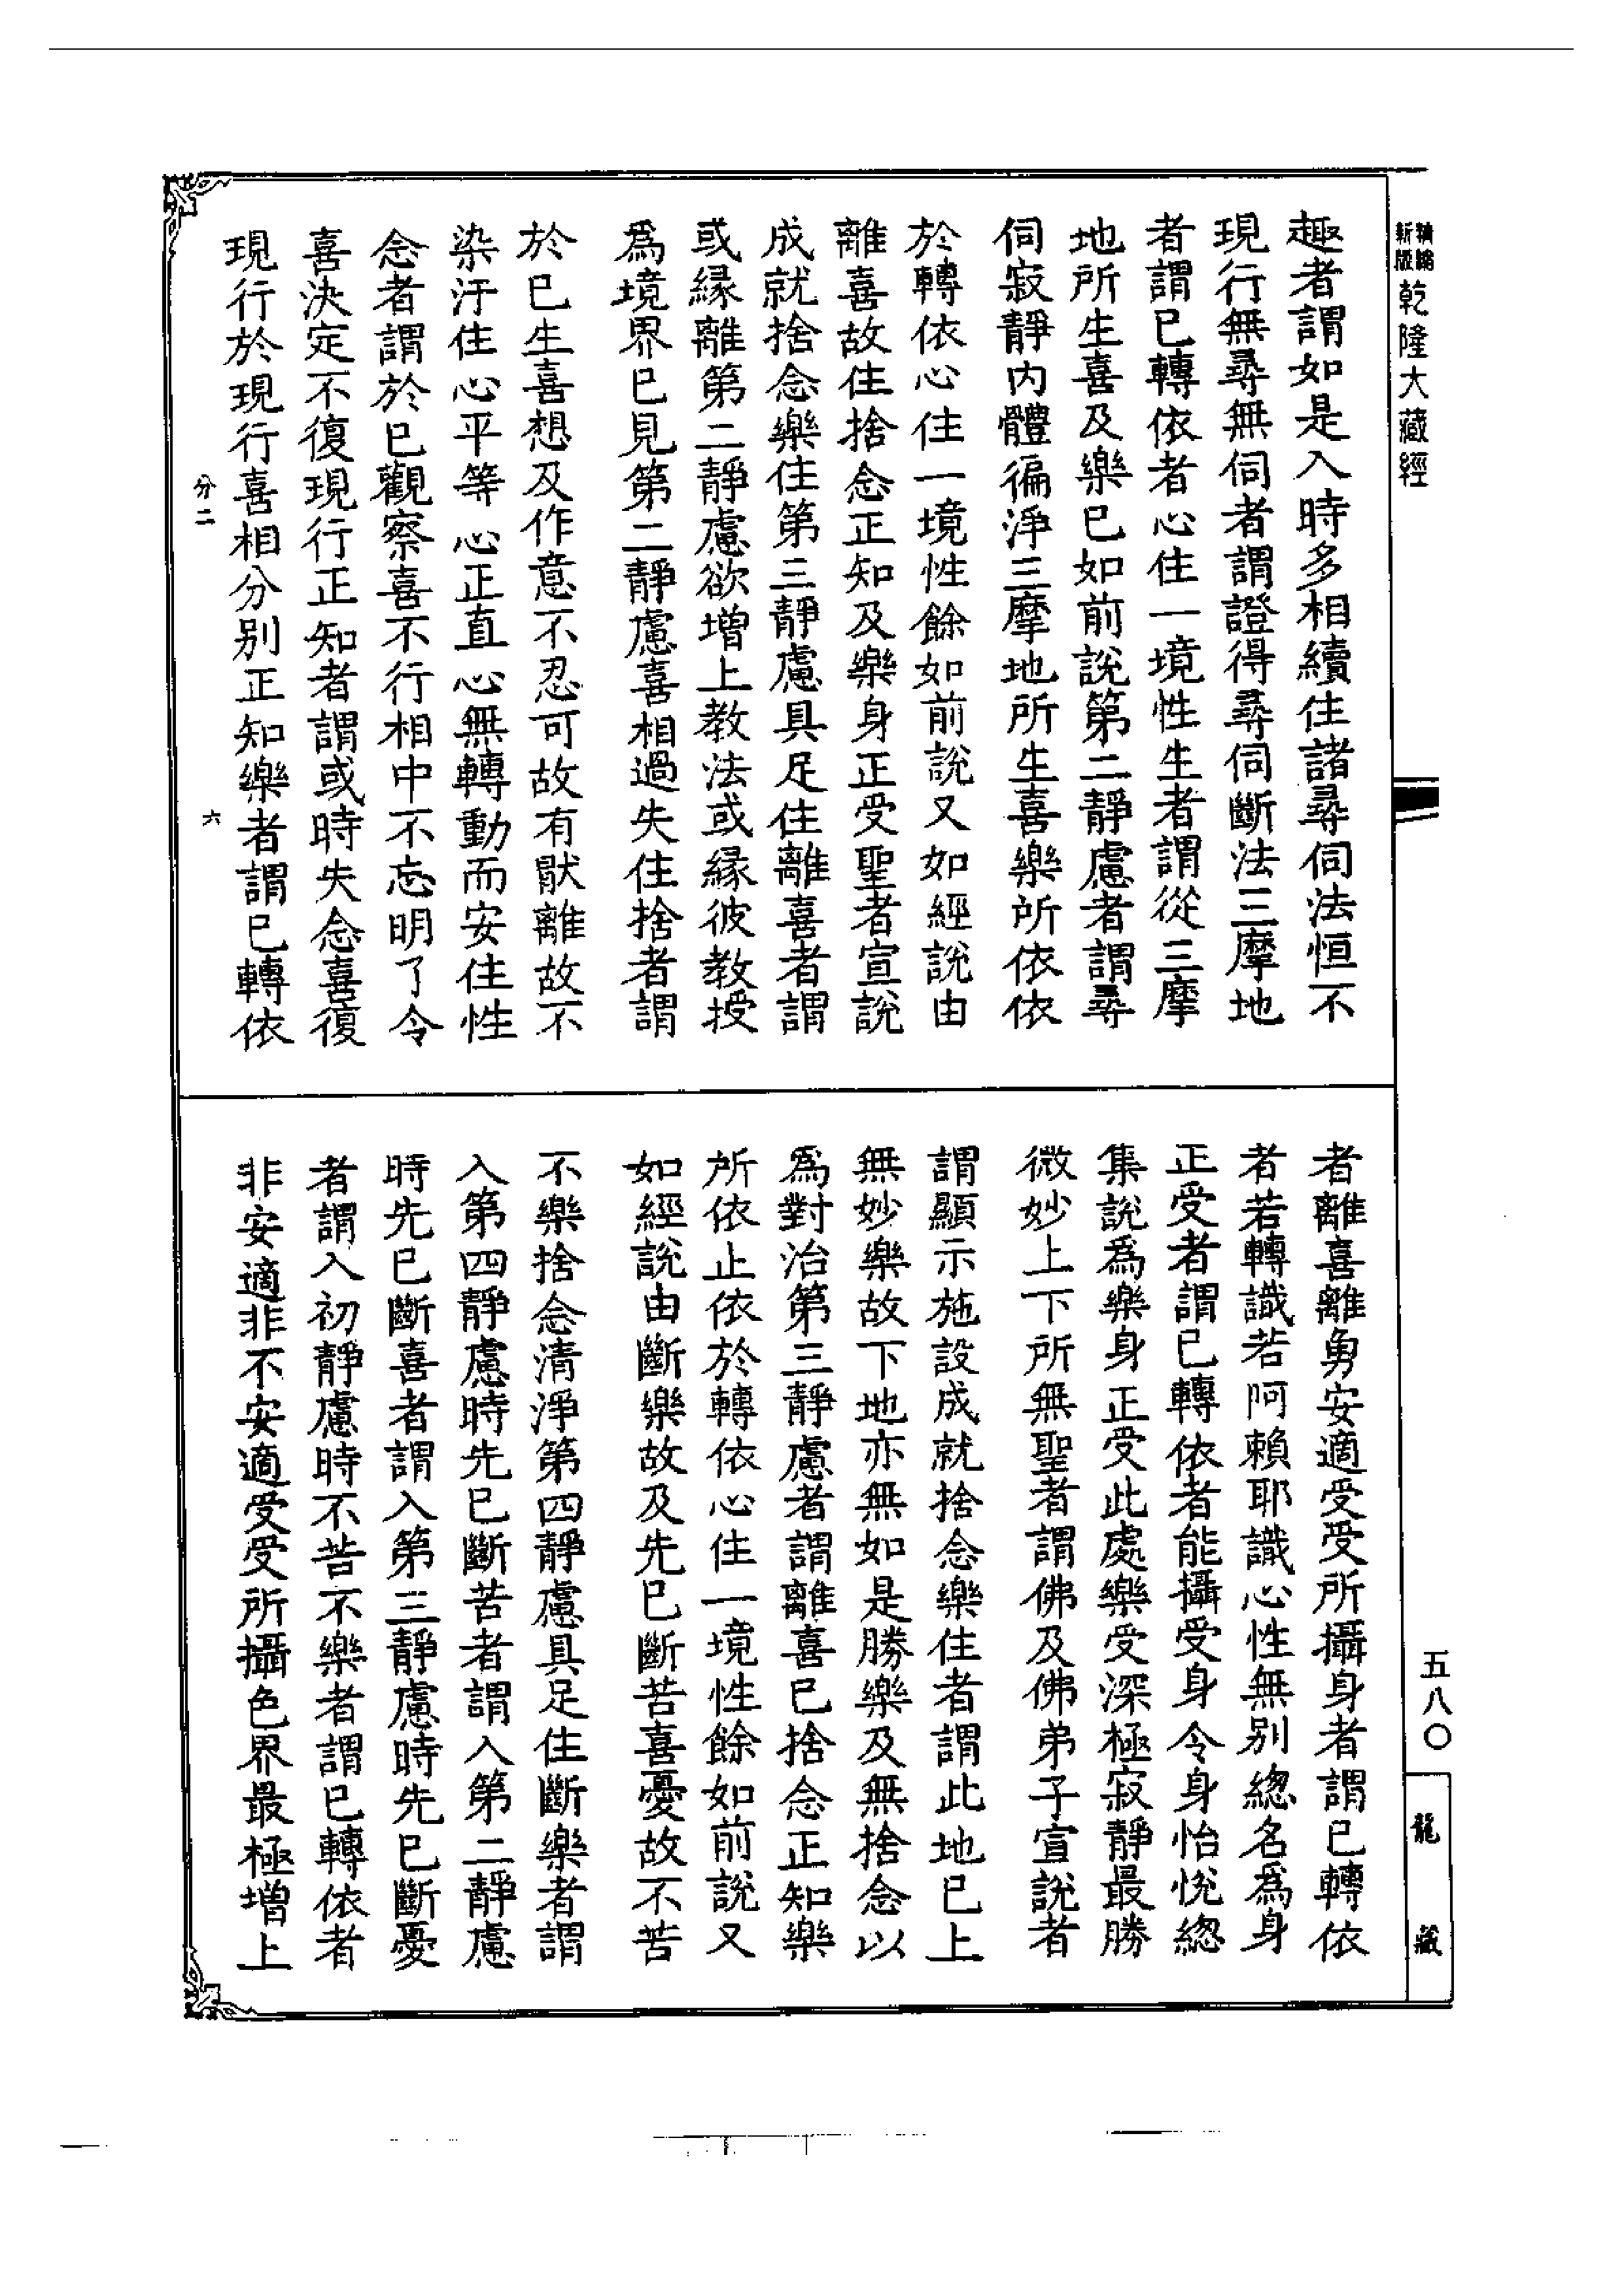 新版
乾隆大藏經
趣者謂如是入時多相續住諸尋伺法恒不
現行無尋無伺者謂證得尋伺斷法三摩地
者謂已轉依者心住一境性生者謂從三摩
地所生喜及樂已如前說第二靜慮者謂尋
伺寂靜內體徧淨三摩地所生喜樂所依依
於轉依心住一境性餘如前說又如經說由
離喜故住捨念正知及樂身正受聖者宣說
成就捨念樂住第三靜慮具足住離喜者謂
或緣離第二靜慮欲增上教法或緣彼教授
爲境界已見第二靜慮喜相過失住捨者謂
於已生喜想及作意不忍可故有厭離故不
染汙住心平等心正直心無轉動而安住性
念者謂於已觀察喜不行相中不忘明了令
喜決定不復現行正知者謂或時失念喜復
現行於現行喜相分別正知樂者謂已轉依
分二
六
者離喜離勇安適受受所攝身者謂已轉依
者若轉識若阿賴耶識心性無別總名爲身
正受者謂已轉依者能攝受身令身怡悅總
集說爲樂身正受此處樂受深極寂靜最勝
微妙上下所無聖者謂佛及佛弟子宣說者
謂顯示施設成就捨念樂住者謂此地已上
無妙樂故下地亦無如是勝樂及無捨念以
爲對治第三靜慮者謂離喜已捨念正知樂
所依止依於轉依心住一境性餘如前說又
如經說由斷樂故及先已斷苦喜憂故不苦
不樂捨念清淨第四靜慮具足住斷樂者謂
入第四靜慮時先已斷苦者謂入第二靜慮
時先已斷喜者謂入第三靜慮時先已斷憂
者謂入初靜慮時不苦不樂者謂已轉依者
非安適非不安適受受所攝色界最極增上
五八〇
龍藏